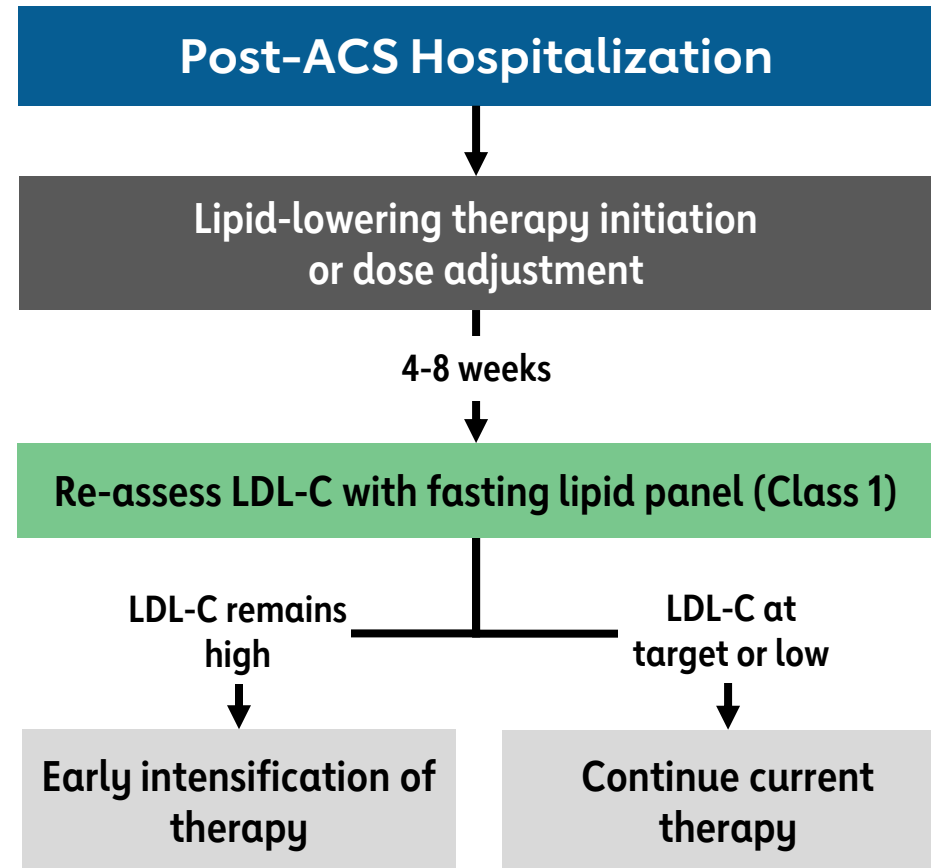 Post-ACS Hospitalization
Lipid-lowering therapy initiation
or dose adjustment
4-8 weeks
Re-assess LDL-C with fasting lipid panel (Class 1)
LDL-C remains
high
LDL-C at
target or low
Early intensification of
therapy
Continue current
therapy